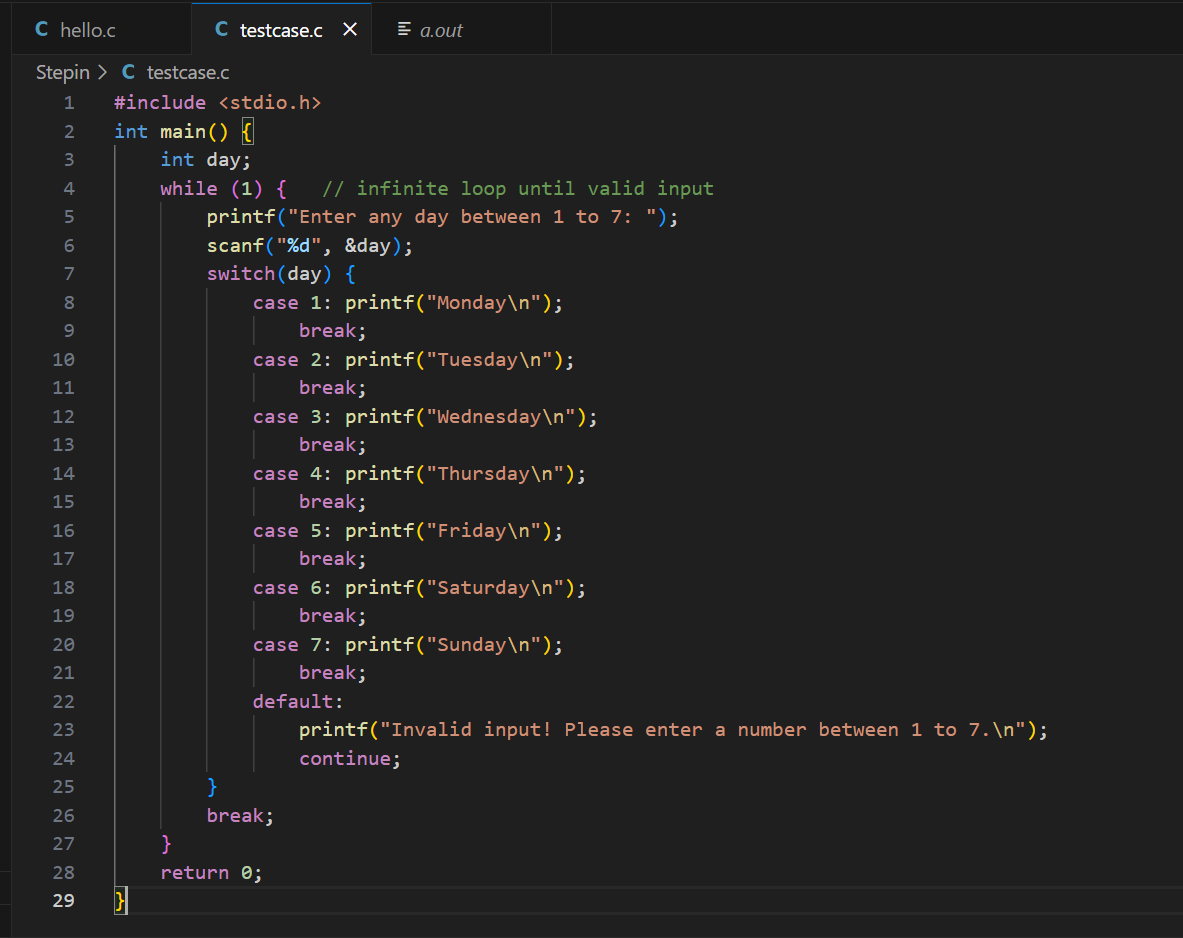 C hello.c C testcase.c × a.out
Stepin > C testcase.c
1 #include <stdio.h>
2 int main() {
3     int day;
4     while (1) {   // infinite loop until valid input
5         printf("Enter any day between 1 to 7: ");
6         scanf("%d", &day);
7         switch(day) {
8             case 1: printf("Monday\n");
9                 break;
10             case 2: printf("Tuesday\n");
11                 break;
12             case 3: printf("Wednesday\n");
13                 break;
14             case 4: printf("Thursday\n");
15                 break;
16             case 5: printf("Friday\n");
17                 break;
18             case 6: printf("Saturday\n");
19                 break;
20             case 7: printf("Sunday\n");
21                 break;
22             default:
23                 printf("Invalid input! Please enter a number between 1 to 7.\n");
24                 continue;
25         }
26         break;
27     }
28     return 0;
29 }